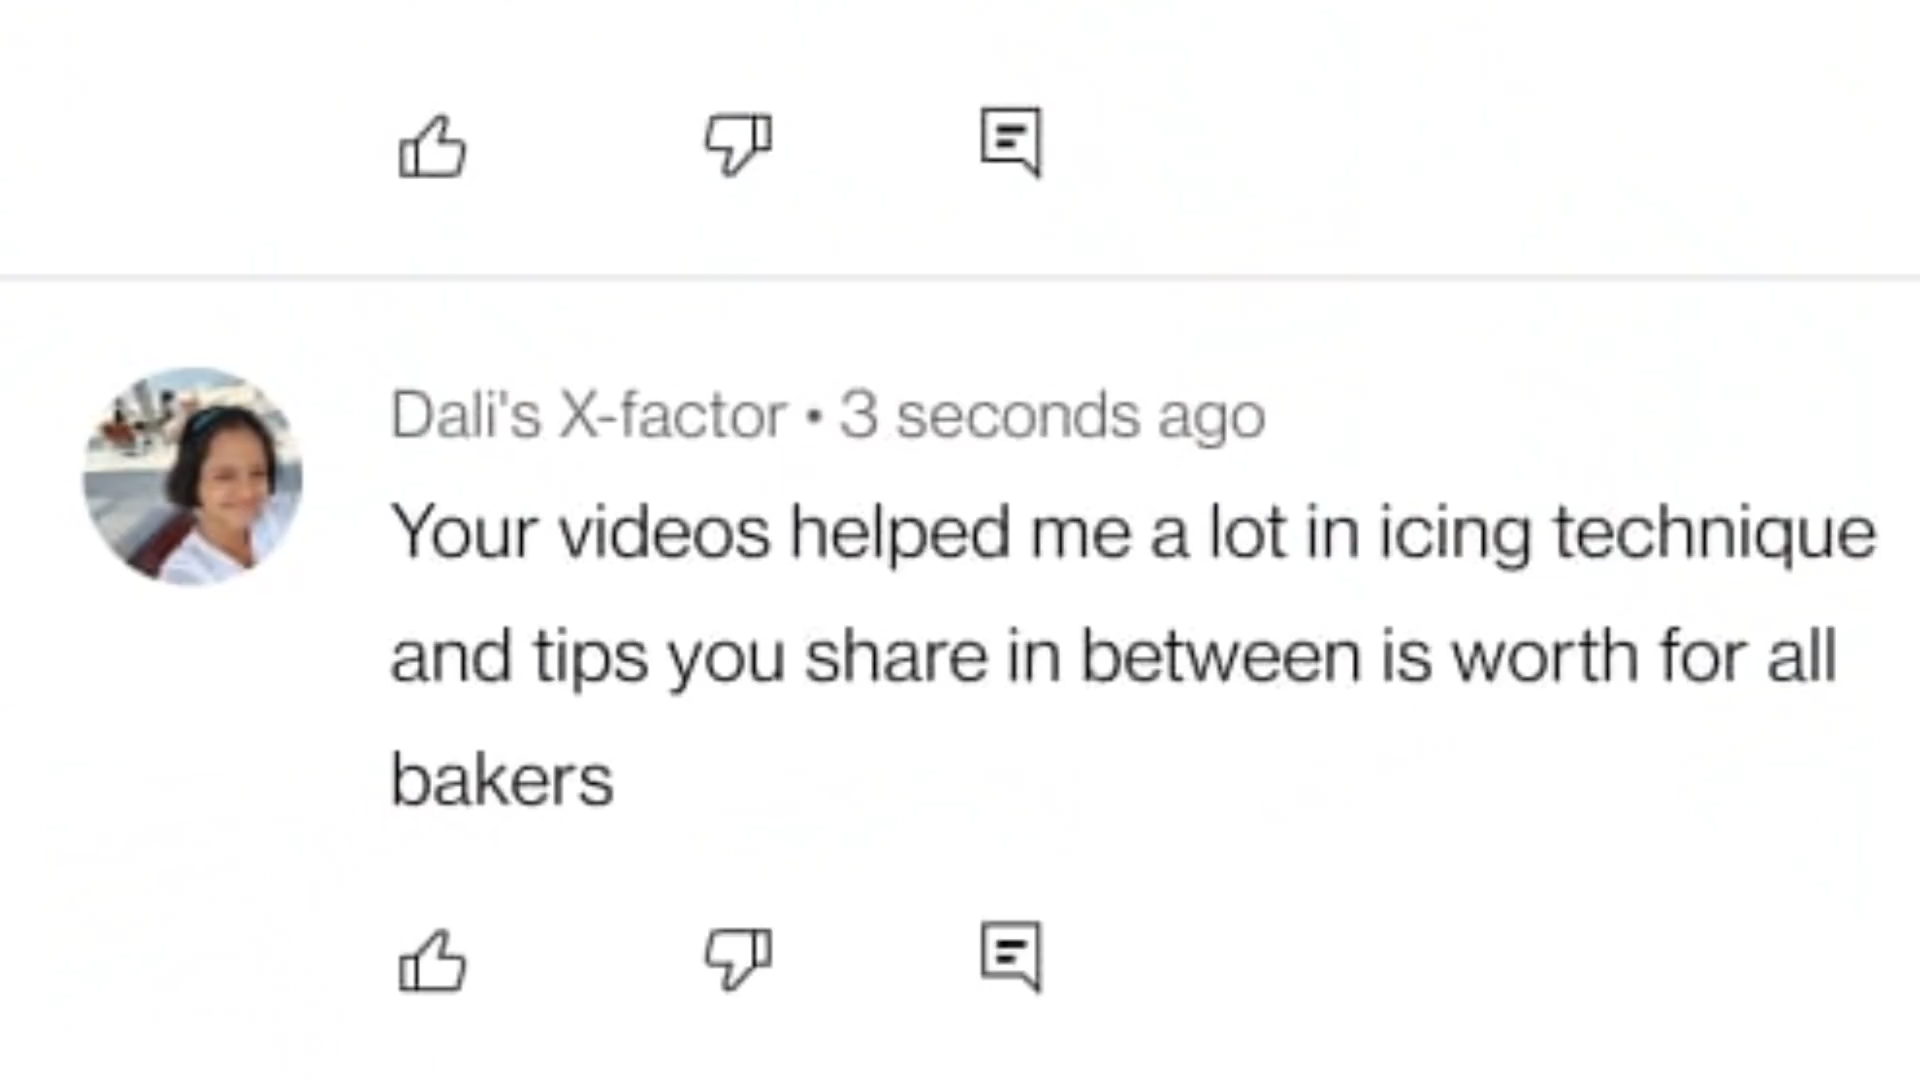 Dali's X-factor • 3 seconds ago
Your videos helped me a lot in icing technique
and tips you share in between is worth for all
bakers